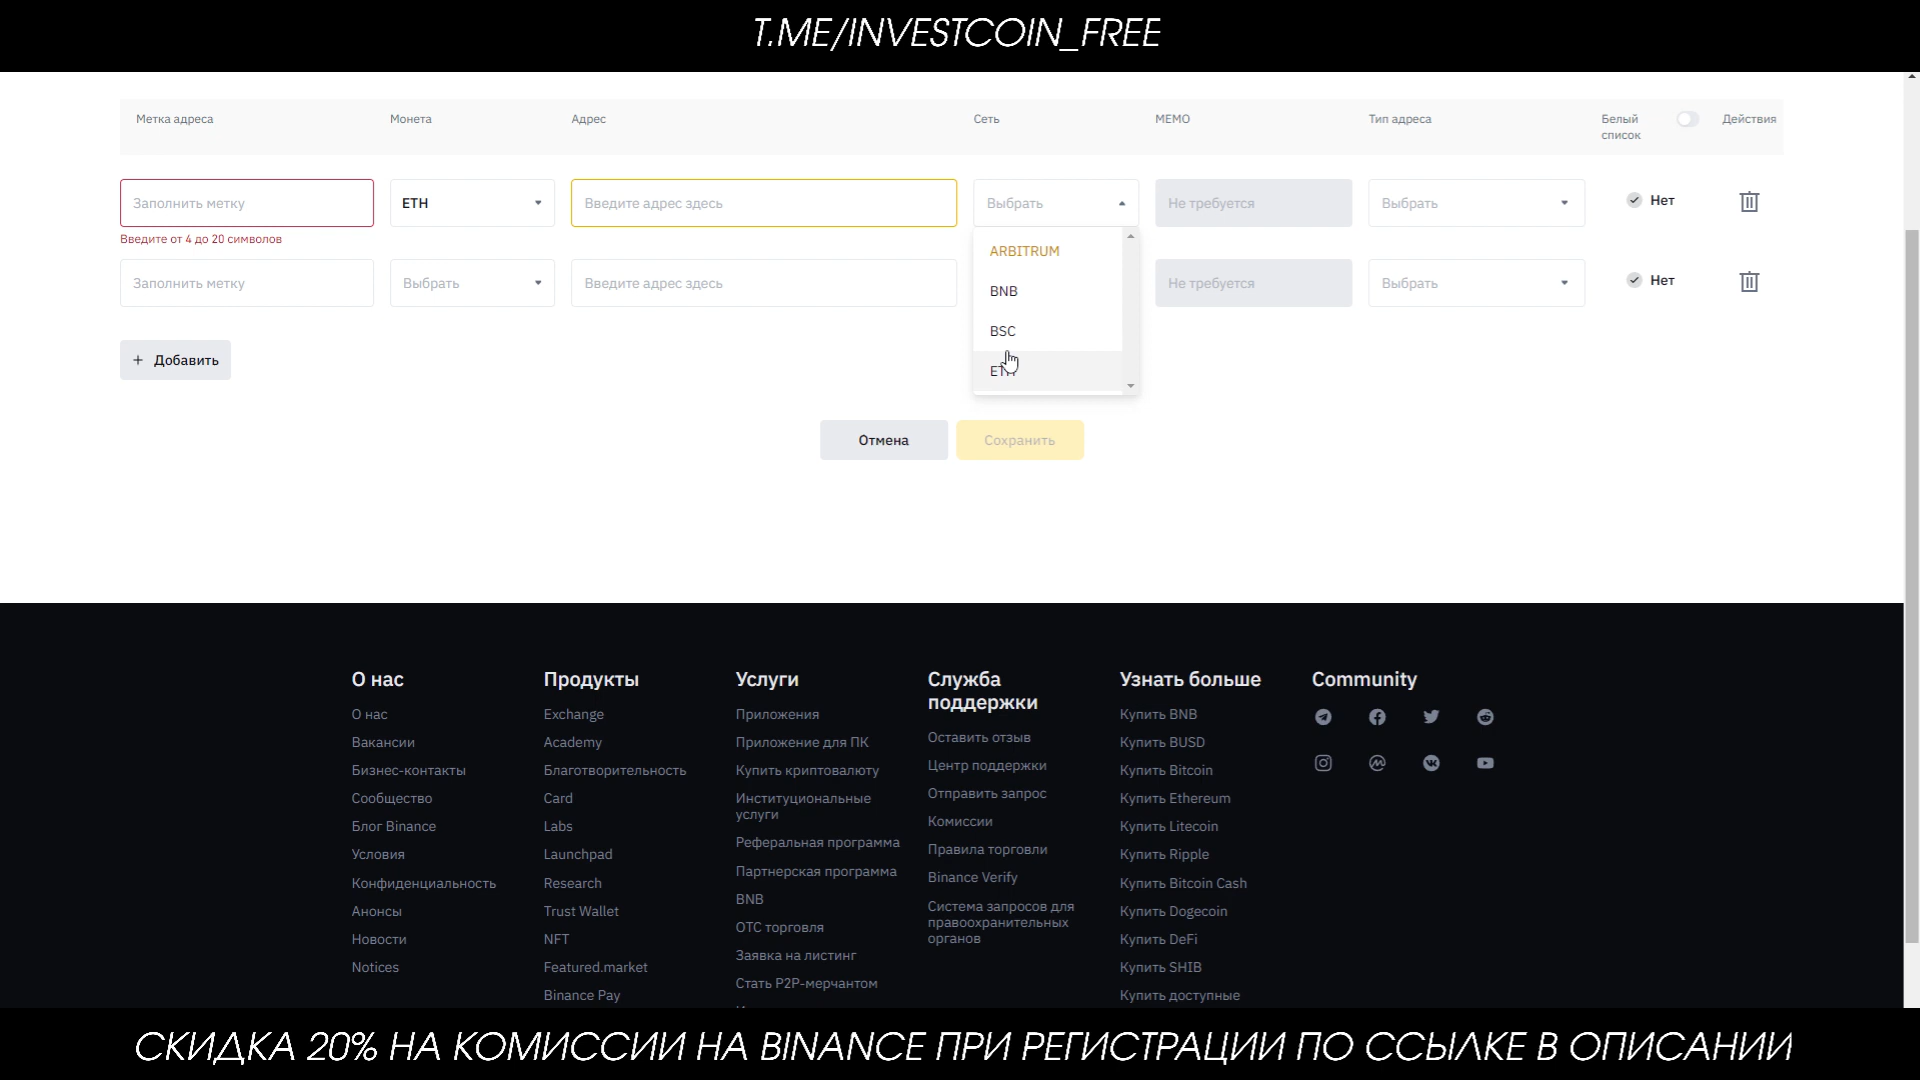 T.ME/INVESTCOIN_FREE
Метка адреса Монета Адрес Сеть MEMO Тип адреса Белый список Действия
Заполнить метку ETH Введите адрес здесь Выбрать Не требуется Выбрать Нет
Введите от 4 до 20 символов
ARBITRUM
Заполнить метку Выбрать Введите адрес здесь Не требуется Выбрать Нет
BNB
BSC
ETH
+ Добавить
Отмена Сохранить
О нас
О нас
Вакансии
Бизнес-контакты
Сообщество
Блог Binance
Условия
Конфиденциальность
Анонсы
Новости
Notices
Продукты
Exchange
Academy
Благотворительность
Card
Labs
Launchpad
Research
Trust Wallet
NFT
Featured.market
Binance Pay
Услуги
Приложения
Приложение для ПК
Купить криптовалюту
Институциональные
услуги
Реферальная программа
Партнерская программа
BNB
OTC торговля
Заявка на листинг
Стать P2P-мерчантом
Служба
поддержки
Оставить отзыв
Центр поддержки
Отправить запрос
Комиссии
Правила торговли
Binance Verify
Система запросов для
правоохранительных
органов
Узнать больше
Купить BNB
Купить BUSD
Купить Bitcoin
Купить Ethereum
Купить Litecoin
Купить Ripple
Купить Bitcoin Cash
Купить Dogecoin
Купить DeFi
Купить SHIB
Купить доступные
Community
СКИДКА 20% НА КОМИССИИ НА BINANCE ПРИ РЕГИСТРАЦИИ ПО ССЫЛКЕ В ОПИСАНИИ